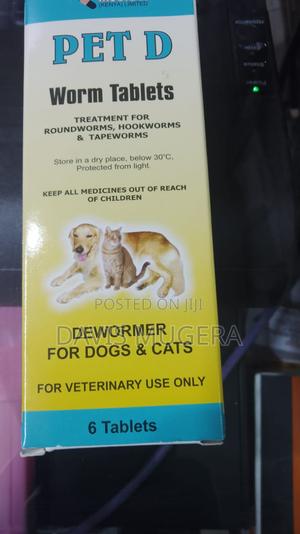 (KENYA) LIMITED
PET D
Worm Tablets
TREATMENT FOR
ROUNDWORMS, HOOKWORMS
& TAPEWORMS
Store in a dry place, below 30°C,
Protected from light.
KEEP ALL MEDICINES OUT OF REACH
OF CHILDREN
POSTED ON JIJI
DAVIS MUGERA
DEWORMER
FOR DOGS & CATS
FOR VETERINARY USE ONLY
6 Tablets